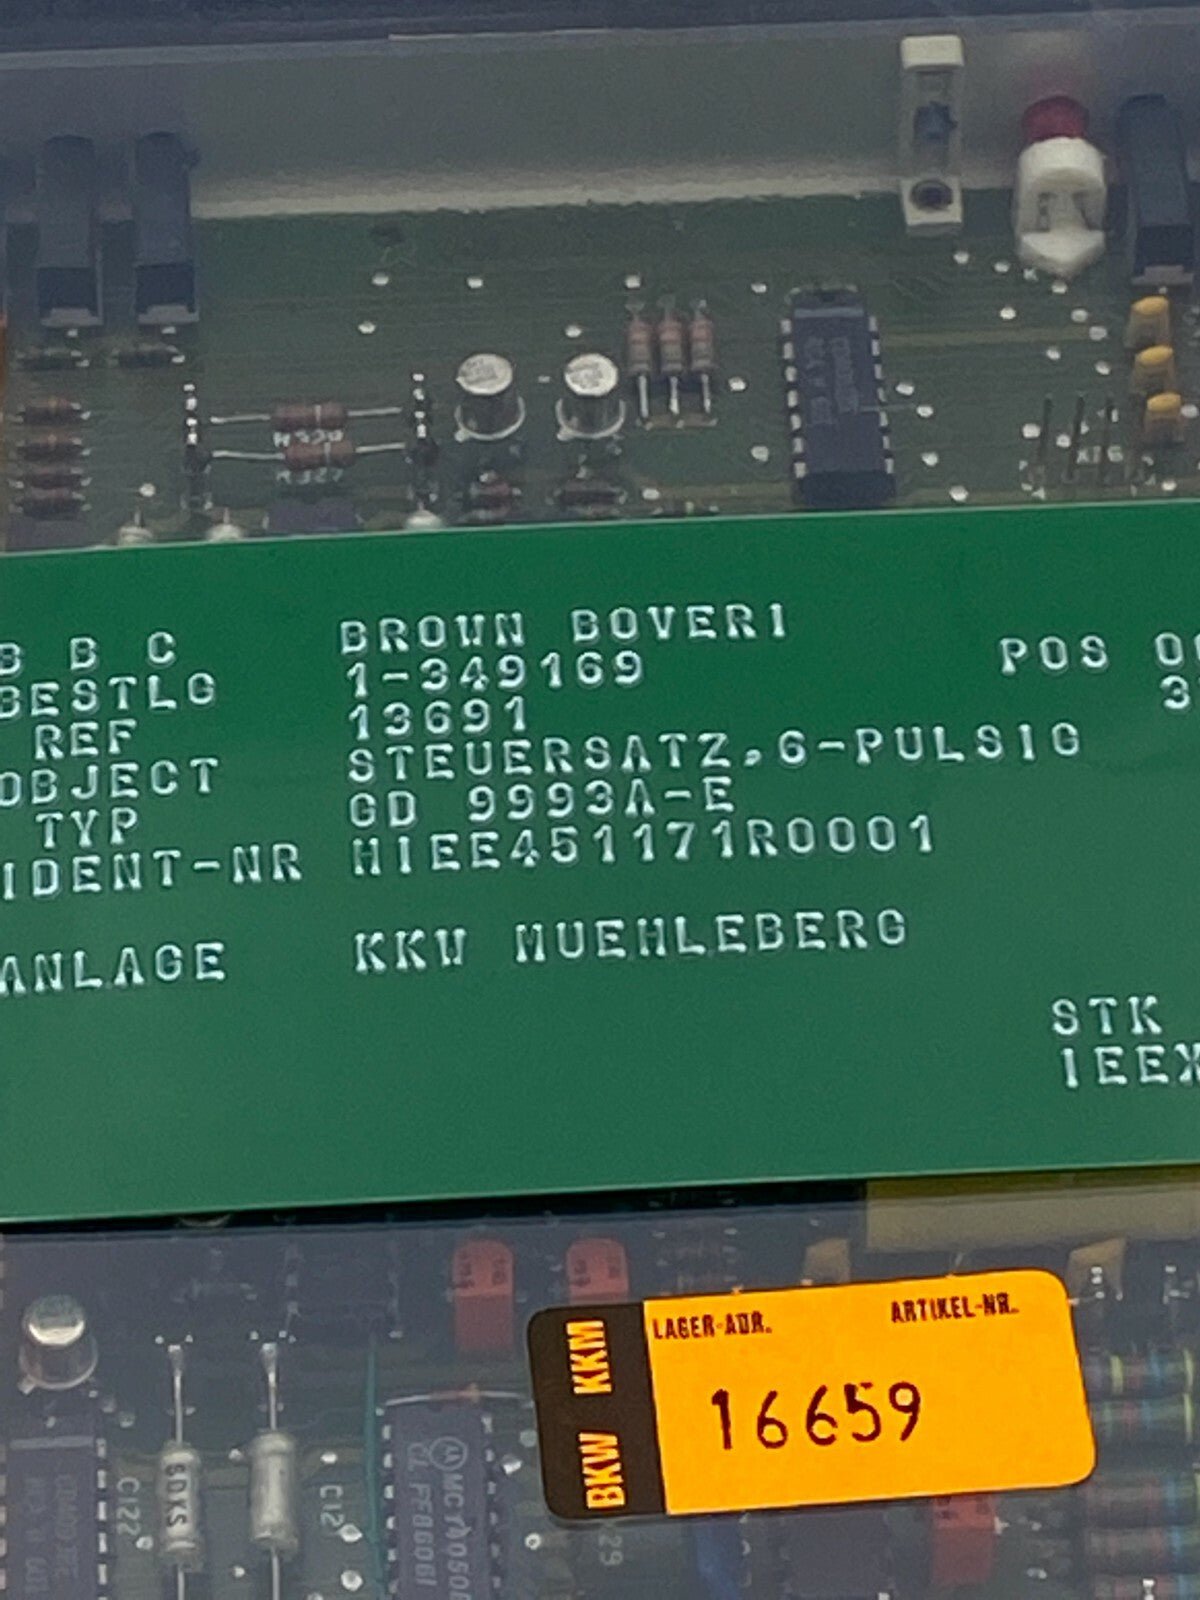 B B C BROWN BOVERI
BESTLG 1-349169 POS
REF 13691
OBJECT STEUERSATZ,6-PULSIG
TYP GD 9993A-E
IDENT-NR HIEE451171R0001
ANLAGE KKW MUEHLEBERG
STK
BKW KKM
LAGER-ADR. ARTIKEL-NR.
16659
C122